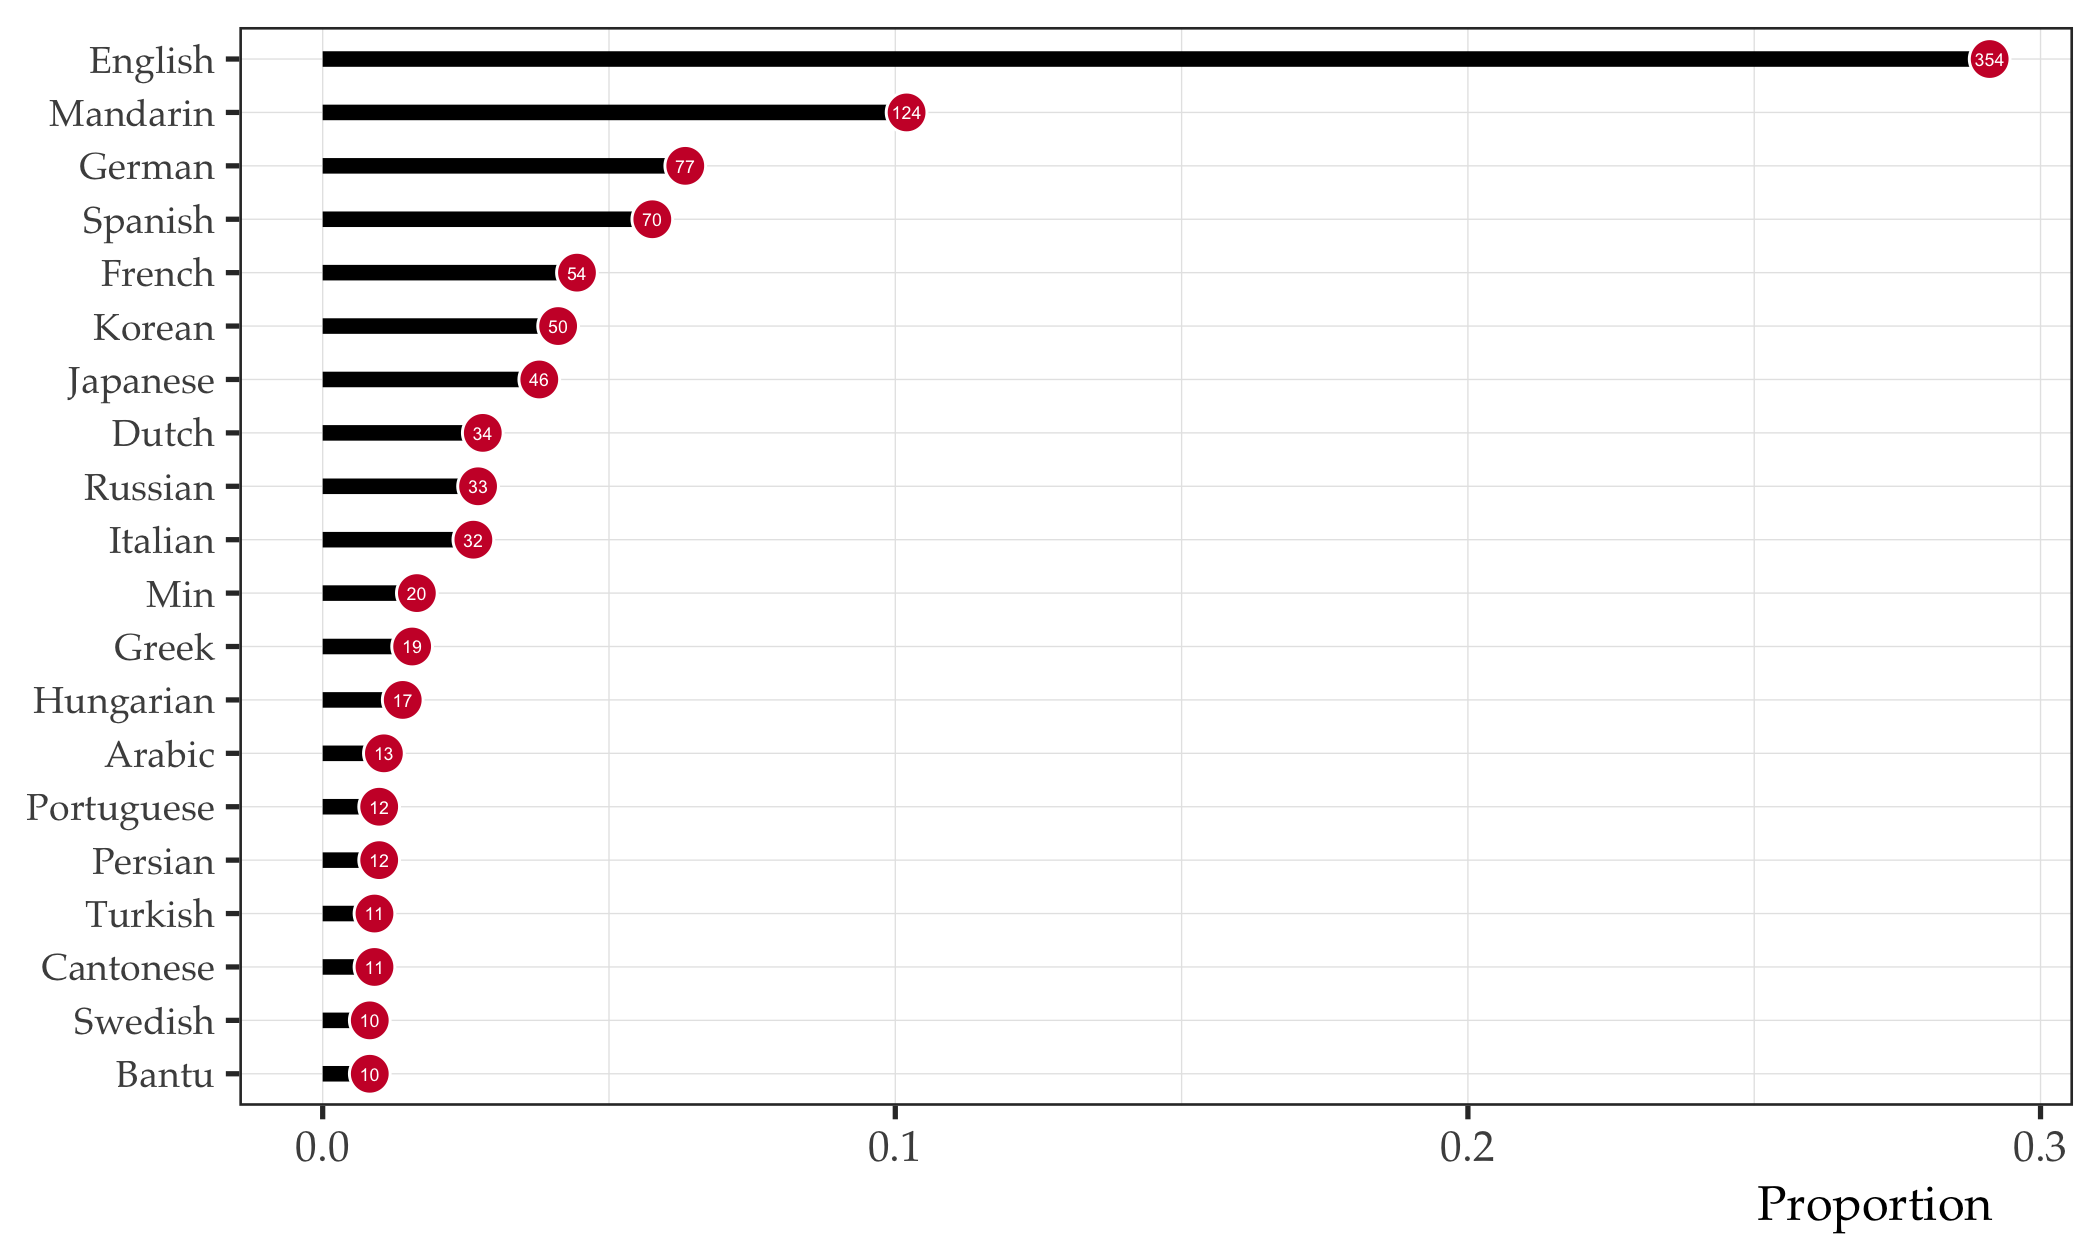 English 354
Mandarin 124
German 77
Spanish 70
French 54
Korean 50
Japanese 46
Dutch 34
Russian 33
Italian 32
Min 20
Greek 19
Hungarian 17
Arabic 13
Portuguese 12
Persian 12
Turkish 11
Cantonese 11
Swedish 10
Bantu 10
0.0 0.1 0.2 0.3
Proportion